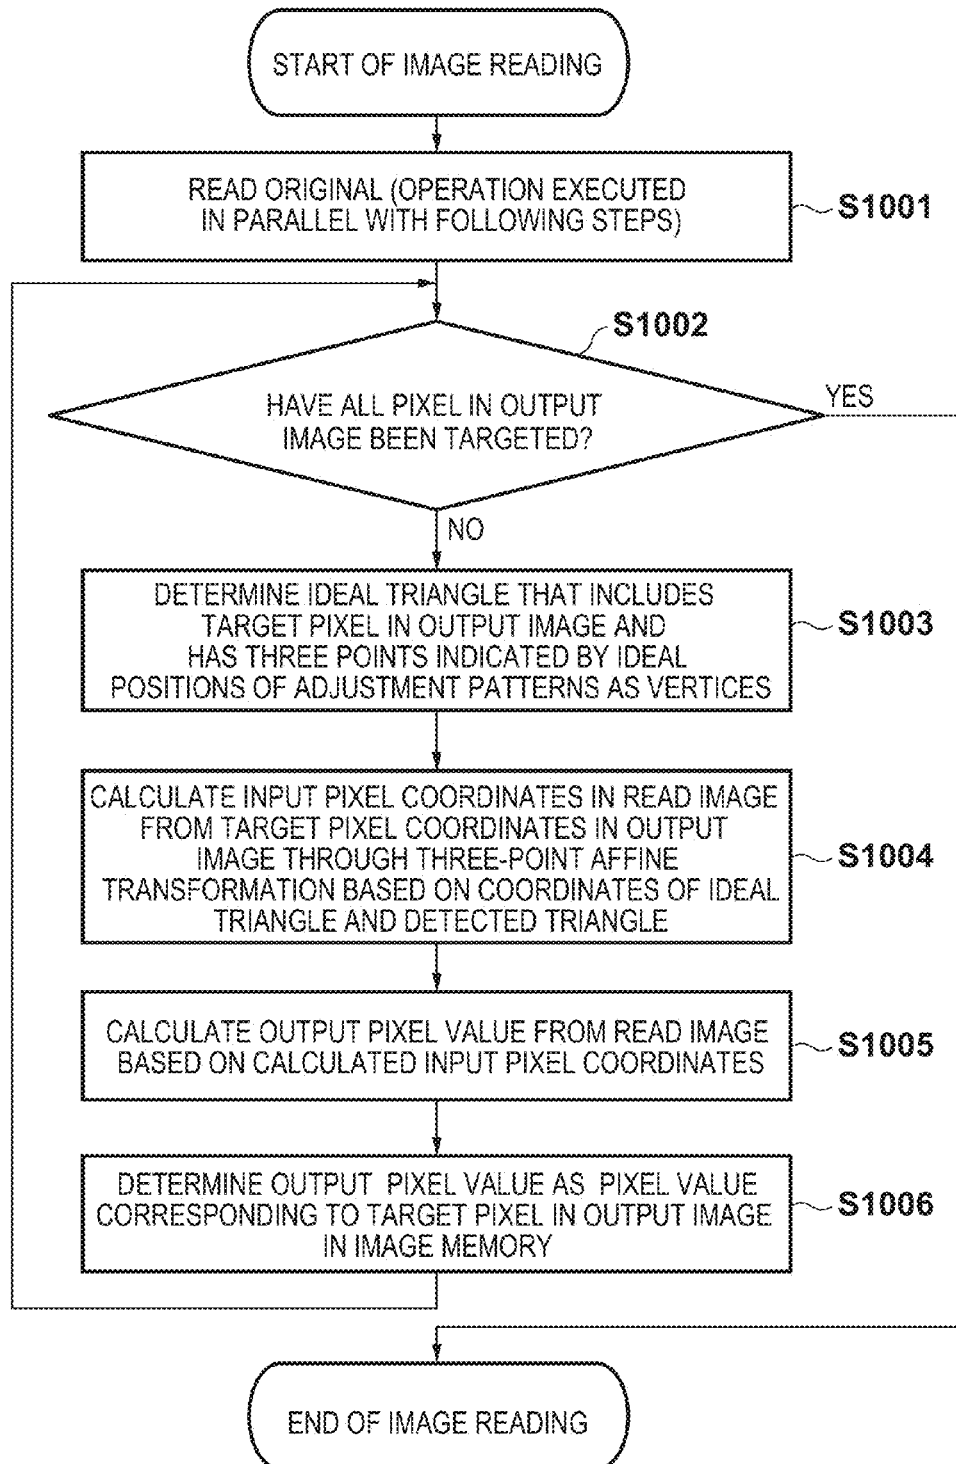 START OF IMAGE READING
READ ORIGINAL (OPERATION EXECUTED
IN PARALLEL WITH FOLLOWING STEPS)
S1001
S1002
HAVE ALL PIXEL IN OUTPUT
IMAGE BEEN TARGETED?
YES
NO
DETERMINE IDEAL TRIANGLE THAT INCLUDES
TARGET PIXEL IN OUTPUT IMAGE AND
HAS THREE POINTS INDICATED BY IDEAL
POSITIONS OF ADJUSTMENT PATTERNS AS VERTICES
S1003
CALCULATE INPUT PIXEL COORDINATES IN READ IMAGE
FROM TARGET PIXEL COORDINATES IN OUTPUT
IMAGE THROUGH THREE-POINT AFFINE
TRANSFORMATION BASED ON COORDINATES OF IDEAL
TRIANGLE AND DETECTED TRIANGLE
S1004
CALCULATE OUTPUT PIXEL VALUE FROM READ IMAGE
BASED ON CALCULATED INPUT PIXEL COORDINATES
S1005
DETERMINE OUTPUT PIXEL VALUE AS PIXEL VALUE
CORRESPONDING TO TARGET PIXEL IN OUTPUT IMAGE
IN IMAGE MEMORY
S1006
END OF IMAGE READING